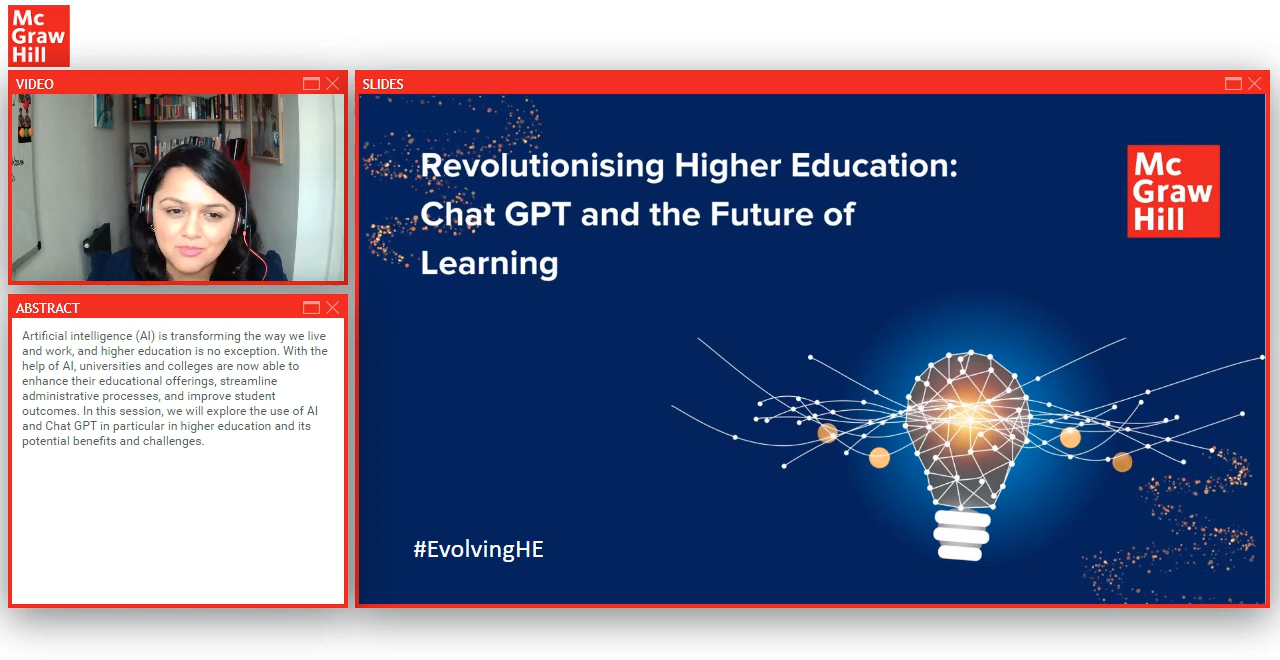 Mc
Graw
Hill
VIDEO
SLIDES
Revolutionising Higher Education:
Chat GPT and the Future of
Learning
Mc
Graw
Hill
#EvolvingHE
ABSTRACT
Artificial intelligence (AI) is transforming the way we live
and work, and higher education is no exception. With the
help of AI, universities and colleges are now able to
enhance their educational offerings, streamline
administrative processes, and improve student
outcomes. In this session, we will explore the use of AI
and Chat GPT in particular in higher education and its
potential benefits and challenges.